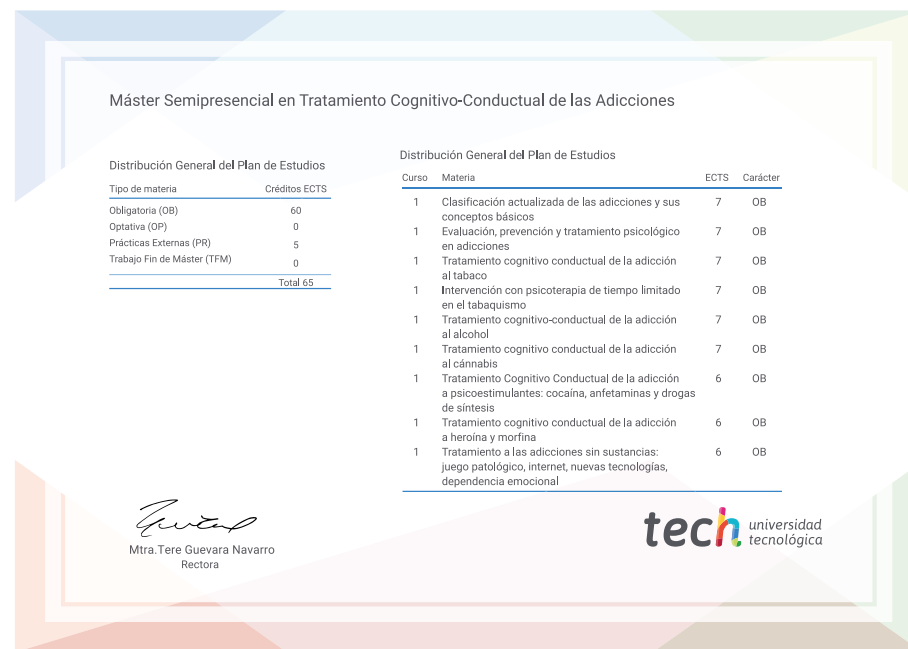 Máster Semipresencial en Tratamiento Cognitivo-Conductual de las Adicciones
Distribución General del Plan de Estudios
Tipo de materia Créditos ECTS
Obligatoria (OB) 60
Optativa (OP) 0
Prácticas Externas (PR) 5
Trabajo Fin de Máster (TFM) 0
Total 65
Distribución General del Plan de Estudios
Curso Materia ECTS Carácter
1 Clasificación actualizada de las adicciones y sus 7 OB
conceptos básicos
1 Evaluación, prevención y tratamiento psicológico 7 OB
en adicciones
1 Tratamiento cognitivo conductual de la adicción 7 OB
al tabaco
1 Intervención con psicoterapia de tiempo limitado 7 OB
en el tabaquismo
1 Tratamiento cognitivo-conductual de la adicción 7 OB
al alcohol
1 Tratamiento cognitivo conductual de la adicción 7 OB
al cánnabis
1 Tratamiento Cognitivo Conductual de la adicción 6 OB
a psicoestimulantes: cocaína, anfetaminas y drogas
de síntesis
1 Tratamiento cognitivo conductual de la adicción 6 OB
a heroína y morfina
1 Tratamiento a las adicciones sin sustancias: 6 OB
juego patológico, internet, nuevas tecnologías,
dependencia emocional
Mtra.Tere Guevara Navarro
Rectora
tech universidad
tecnológica